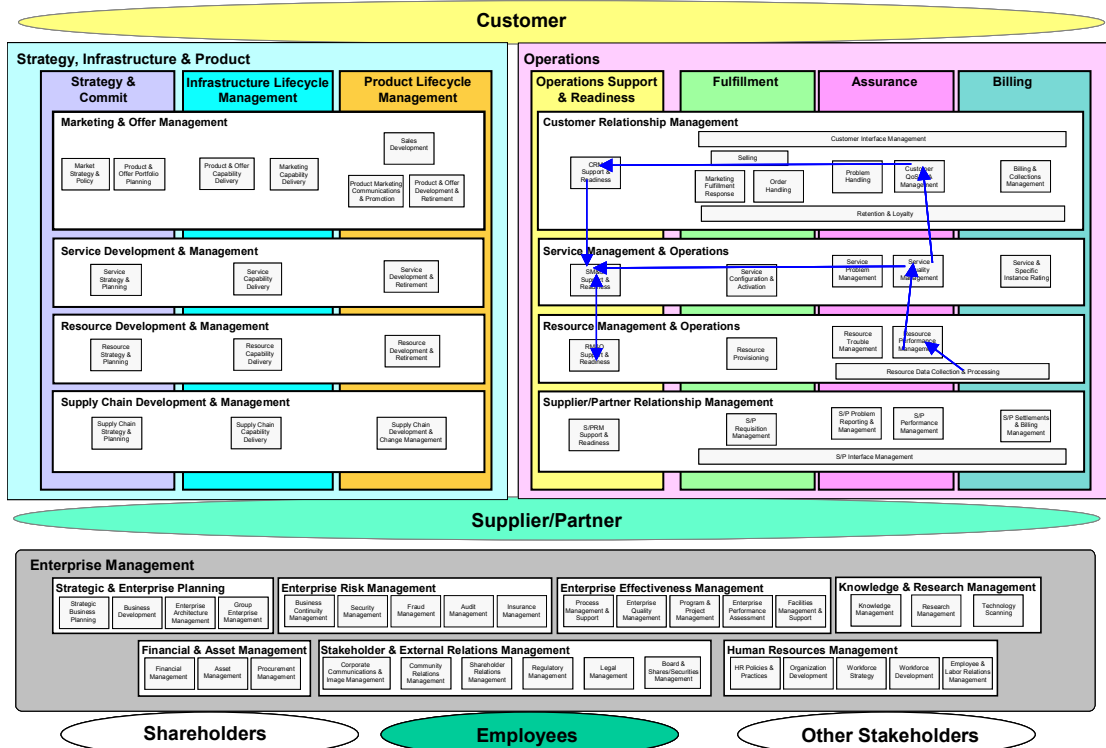 Customer
Strategy, Infrastructure & Product
Operations
Strategy &
Commit
Infrastructure Lifecycle
Management
Product Lifecycle
Management
Operations Support
& Readiness
Fulfillment
Assurance
Billing
Marketing & Offer Management
Market
Strategy &
Policy
Product &
Offer Portfolio
Planning
Product & Offer
Capability
Delivery
Marketing
Capability
Delivery
Sales
Development
Product Marketing
Communications
& Promotion
Product & Offer
Development &
Retirement
Customer Relationship Management
Customer Interface Management
CRM
Support &
Readiness
Selling
Marketing
Fulfillment
Response
Order
Handling
Problem
Handling
Customer
QoS
Management
Billing &
Collections
Management
Retention & Loyalty
Service Development & Management
Service
Strategy &
Planning
Service
Capability
Delivery
Service
Development &
Retirement
Service Management & Operations
Support &
Readiness
Service
Configuration &
Activation
Service
Problem
Management
Service
Quality
Management
Service &
Specific
Instance Rating
Resource Development & Management
Resource
Strategy &
Planning
Resource
Capability
Delivery
Resource
Development &
Retirement
Resource Management & Operations
Support &
Readiness
Resource
Provisioning
Resource
Trouble
Management
Resource
Performance
Management
Resource Data Collection & Processing
Supply Chain Development & Management
Supply Chain
Strategy &
Planning
Supply Chain
Capability
Delivery
Supply Chain
Development &
Change Management
Supplier/Partner Relationship Management
S/PRM
Support &
Readiness
S/P
Requisition
Management
S/P Problem
Reporting &
Management
S/P
Performance
Management
S/P Settlements
& Billing
Management
S/P Interface Management
Supplier/Partner
Enterprise Management
Strategic & Enterprise Planning
Strategic
Business
Planning
Business
Development
Enterprise
Architecture
Management
Group
Enterprise
Management
Enterprise Risk Management
Business
Continuity
Management
Security
Management
Fraud
Management
Audit
Management
Insurance
Management
Enterprise Effectiveness Management
Process
Management &
Support
Enterprise
Quality
Management
Program &
Project
Management
Enterprise
Performance
Assessment
Facilities
Management &
Support
Knowledge & Research Management
Knowledge
Management
Research
Management
Technology
Scanning
Financial & Asset Management
Financial
Management
Asset
Management
Procurement
Management
Stakeholder & External Relations Management
Corporate
Communications &
Image Management
Community
Relations
Management
Shareholder
Relations
Management
Regulatory
Management
Legal
Management
Board &
Shares/Securities
Management
Human Resources Management
HR Policies &
Practices
Organization
Development
Workforce
Strategy
Workforce
Development
Employee &
Labor Relations
Management
Shareholders
Employees
Other Stakeholders